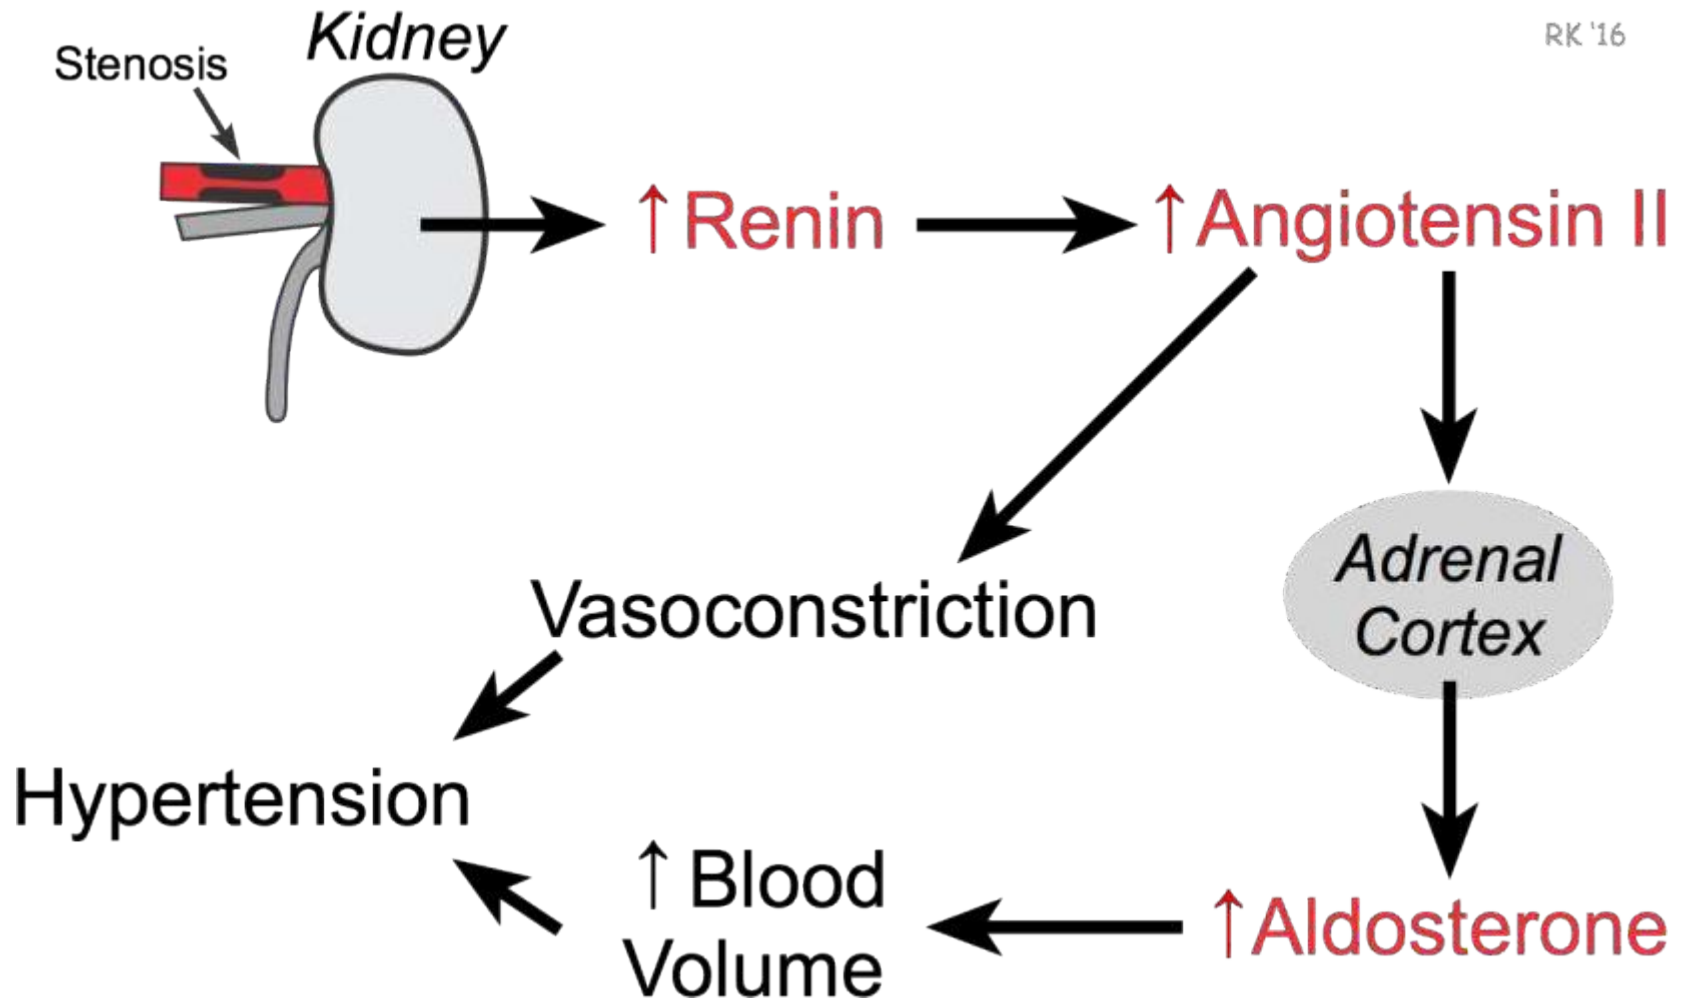 Kidney
RK '16
Stenosis
↑ Renin
↑ Angiotensin II
Adrenal
Cortex
Vasoconstriction
Hypertension
↑ Blood
Volume
↑ Aldosterone